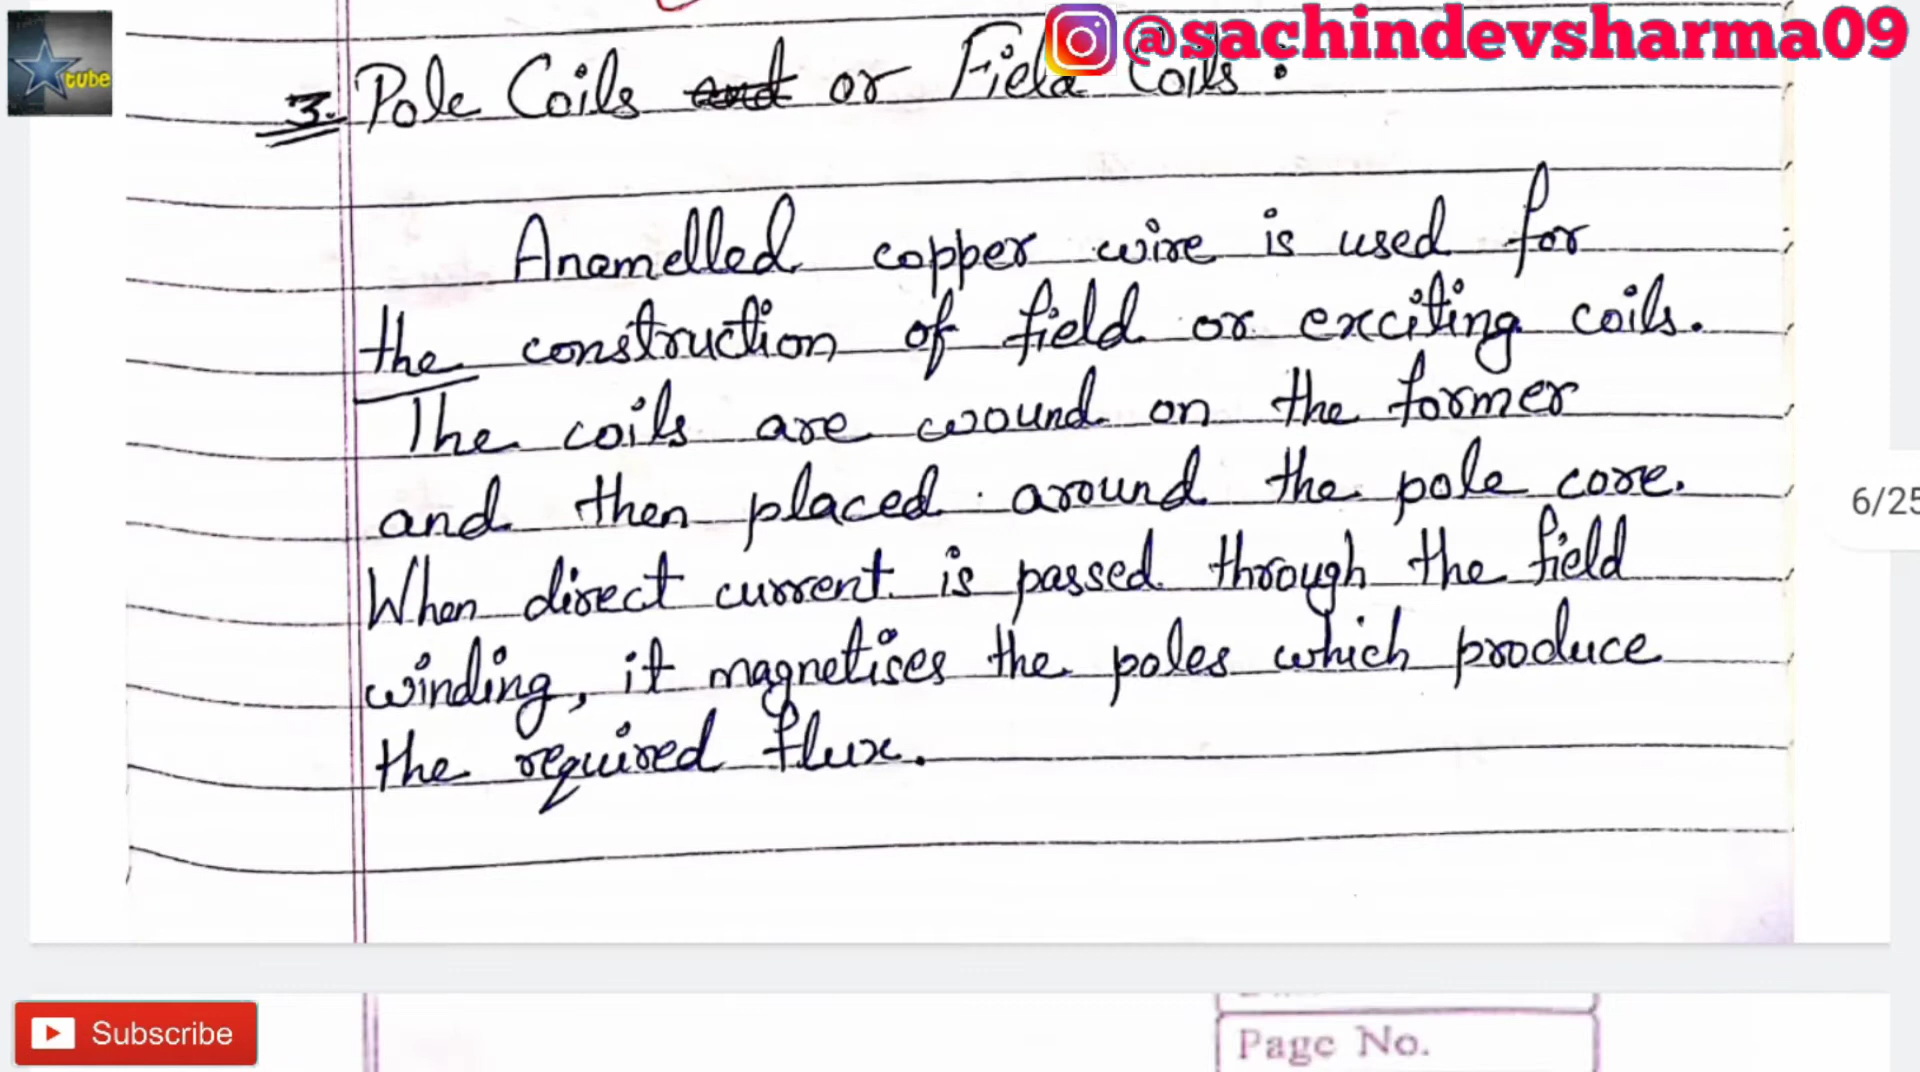 @sachindevsharma09
tube
3. Pole Coils and or Field Coils :
Anamelled copper wire is used for
the construction of field or exciting coils.
The coils are wound on the former
and then placed around the pole core.
When direct current is passed through the field
winding, it magnetises the poles which produce
the required flux.
6/25
Subscribe
Page No.